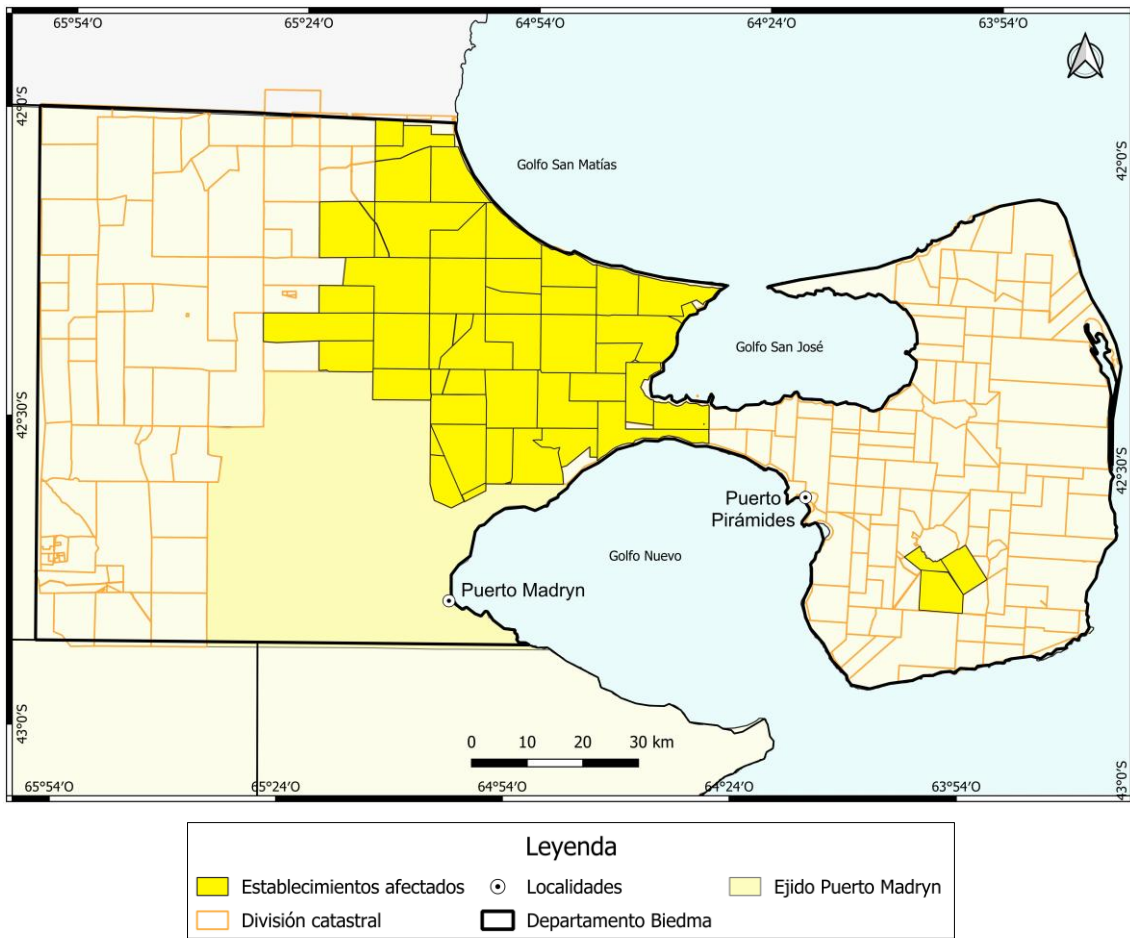 65°54'O 65°24'O 64°54'O 64°24'O 63°54'O
42°0'S
42°0'S
Golfo San Matías
Golfo San José
42°30'S
42°30'S
Puerto
Pirámides
Golfo Nuevo
Puerto Madryn
43°0'S
0 10 20 30 km
43°0'S
65°54'O 65°24'O 64°54'O 64°24'O 63°54'O
Leyenda
Establecimientos afectados Localidades Ejido Puerto Madryn
División catastral Departamento Biedma